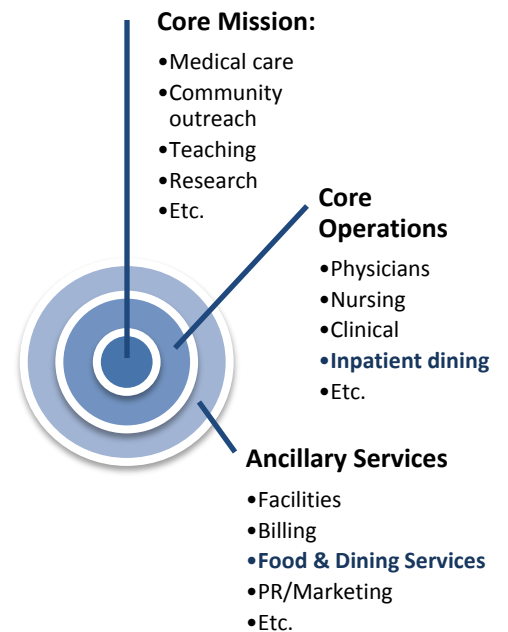 Core Mission:
•Medical care
•Community
outreach
•Teaching
•Research
•Etc.
Core
Operations
•Physicians
•Nursing
•Clinical
•Inpatient dining
•Etc.
Ancillary Services
•Facilities
•Billing
•Food & Dining Services
•PR/Marketing
•Etc.